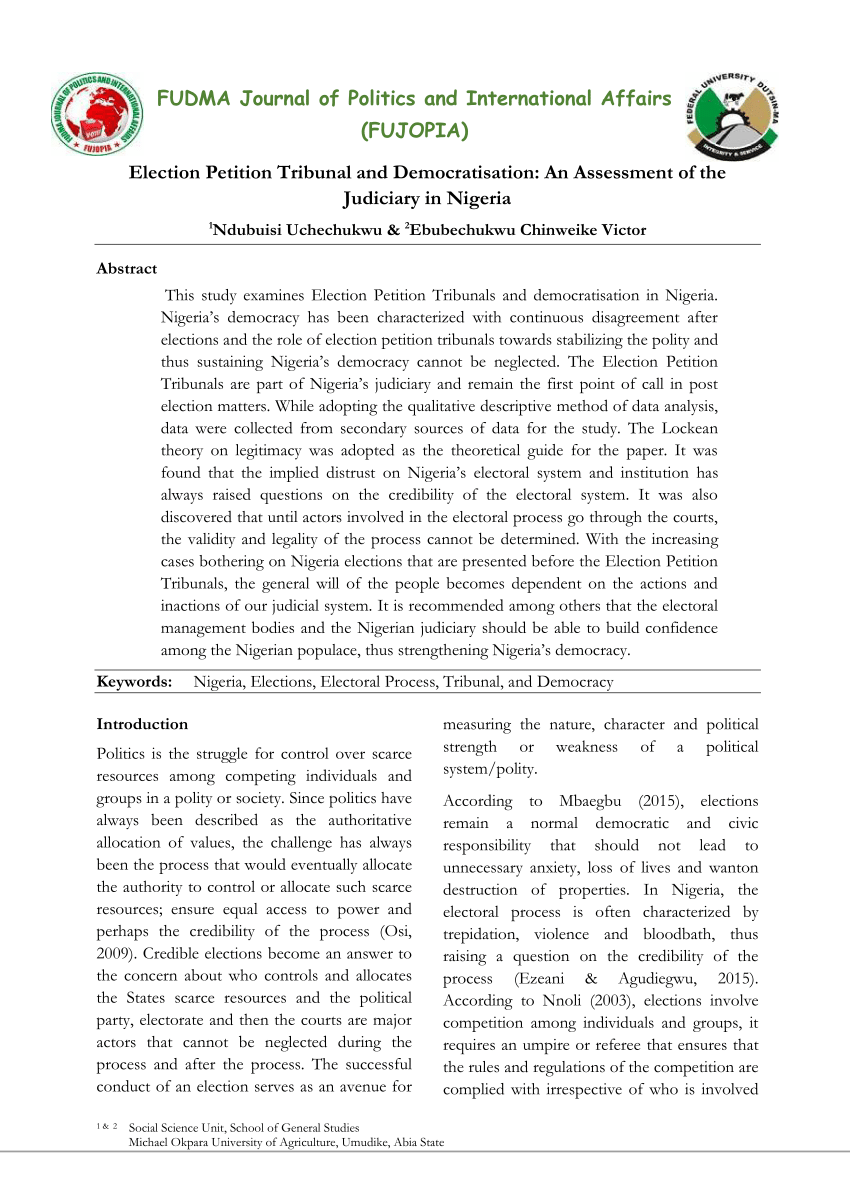 FUDMA JOURNAL OF POLITICS AND INTERNATIONAL AFFAIRS
VOTE
FUJOPIA
FUDMA Journal of Politics and International Affairs
(FUJOPIA)
FEDERAL UNIVERSITY DUTSIN-MA
INTEGRITY & SERVICE
Election Petition Tribunal and Democratisation: An Assessment of the
Judiciary in Nigeria
1Ndubuisi Uchechukwu & 2Ebubechukwu Chinweike Victor
Abstract
This study examines Election Petition Tribunals and democratisation in Nigeria.
Nigeria’s democracy has been characterized with continuous disagreement after
elections and the role of election petition tribunals towards stabilizing the polity and
thus sustaining Nigeria’s democracy cannot be neglected. The Election Petition
Tribunals are part of Nigeria’s judiciary and remain the first point of call in post
election matters. While adopting the qualitative descriptive method of data analysis,
data were collected from secondary sources of data for the study. The Lockean
theory on legitimacy was adopted as the theoretical guide for the paper. It was
found that the implied distrust on Nigeria’s electoral system and institution has
always raised questions on the credibility of the electoral system. It was also
discovered that until actors involved in the electoral process go through the courts,
the validity and legality of the process cannot be determined. With the increasing
cases bothering on Nigeria elections that are presented before the Election Petition
Tribunals, the general will of the people becomes dependent on the actions and
inactions of our judicial system. It is recommended among others that the electoral
management bodies and the Nigerian judiciary should be able to build confidence
among the Nigerian populace, thus strengthening Nigeria’s democracy.
Keywords: Nigeria, Elections, Electoral Process, Tribunal, and Democracy
Introduction
Politics is the struggle for control over scarce
resources among competing individuals and
groups in a polity or society. Since politics have
always been described as the authoritative
allocation of values, the challenge has always
been the process that would eventually allocate
the authority to control or allocate such scarce
resources; ensure equal access to power and
perhaps the credibility of the process (Osi,
2009). Credible elections become an answer to
the concern about who controls and allocates
the States scarce resources and the political
party, electorate and then the courts are major
actors that cannot be neglected during the
process and after the process. The successful
conduct of an election serves as an avenue for
measuring the nature, character and political
strength or weakness of a political
system/polity.
According to Mbaegbu (2015), elections
remain a normal democratic and civic
responsibility that should not lead to
unnecessary anxiety, loss of lives and wanton
destruction of properties. In Nigeria, the
electoral process is often characterized by
trepidation, violence and bloodbath, thus
raising a question on the credibility of the
process (Ezeani & Agudiegwu, 2015).
According to Nnoli (2003), elections involve
competition among individuals and groups, it
requires an umpire or referee that ensures that
the rules and regulations of the competition are
complied with irrespective of who is involved
1 & 2 Social Science Unit, School of General Studies
Michael Okpara University of Agriculture, Umudike, Abia State